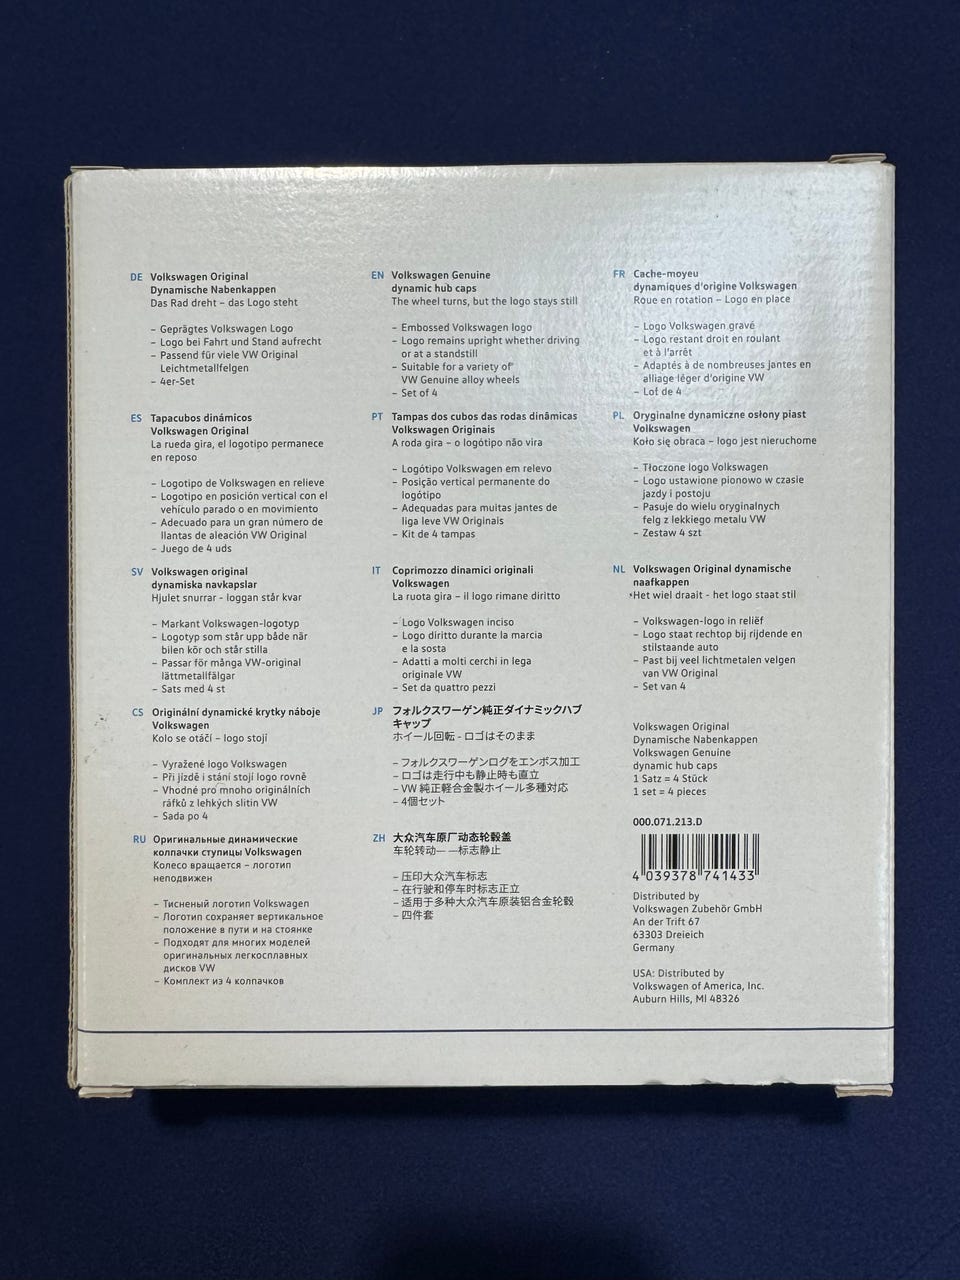 DE Volkswagen Original
Dynamische Nabenkappen
Das Rad dreht – das Logo steht
– Geprägtes Volkswagen Logo
– Logo bei Fahrt und Stand aufrecht
– Passend für viele VW Original
Leichtmetallfelgen
– 4er-Set
EN Volkswagen Genuine
dynamic hub caps
The wheel turns, but the logo stays still
– Embossed Volkswagen logo
– Logo remains upright whether driving
or at a standstill
– Suitable for a variety of
VW Genuine alloy wheels
– Set of 4
FR Cache-moyeu
dynamiques d'origine Volkswagen
Roue en rotation – Logo en place
– Logo Volkswagen gravé
– Logo restant droit en roulant
et à l'arrêt
– Adaptés à de nombreuses jantes en
alliage léger d'origine VW
– Lot de 4
ES Tapacubos dinámicos
Volkswagen Original
La rueda gira, el logotipo permanece
en reposo
– Logotipo de Volkswagen en relieve
– Logotipo en posición vertical con el
vehículo parado o en movimiento
– Adecuado para un gran número de
llantas de aleación VW Original
– Juego de 4 uds
PT Tampas dos cubos das rodas dinâmicas
Volkswagen Originais
A roda gira – o logótipo não vira
– Logótipo Volkswagen em relevo
– Posição vertical permanente do
logótipo
– Adequadas para muitas jantes de
liga leve VW Originais
– Kit de 4 tampas
PL Oryginalne dynamiczne osłony piast
Volkswagen
Koło się obraca – logo jest nieruchome
– Tłoczone logo Volkswagen
– Logo ustawione pionowo w czasie
jazdy i postoju
– Pasuje do wielu oryginalnych
felg z lekkiego metalu VW
– Zestaw 4 szt
SV Volkswagen original
dynamiska navkapslar
Hjulet snurrar - loggan står kvar
– Markant Volkswagen-logotyp
– Logotyp som står upp både när
bilen kör och står stilla
– Passar för många VW-original
lättmetallfälgar
– Sats med 4 st
IT Coprimozzo dinamici originali
Volkswagen
La ruota gira – il logo rimane diritto
– Logo Volkswagen inciso
– Logo diritto durante la marcia
e la sosta
– Adatti a molti cerchi in lega
originale VW
– Set da quattro pezzi
NL Volkswagen Original dynamische
naafkappen
Het wiel draait - het logo staat stil
– Volkswagen-logo in reliëf
– Logo staat rechtop bij rijdende en
stilstaande auto
– Past bij veel lichtmetalen velgen
van VW Original
– Set van 4
CS Originální dynamické krytky náboje
Volkswagen
Kolo se otáčí – logo stojí
– Vyražené logo Volkswagen
– Při jízdě i stání stojí logo rovně
– Vhodné pro mnoho originálních
ráfků z lehkých slitin VW
– Sada po 4
JP フォルクスワーゲン純正ダイナミックハブ
キャップ
ホイール回転 - ロゴはそのまま
– フォルクスワーゲンログをエンボス加工
– ロゴは走行中も静止時も直立
– VW 純正軽合金製ホイール多種対応
– 4個セット
Volkswagen Original
Dynamische Nabenkappen
Volkswagen Genuine
dynamic hub caps
1 Satz = 4 Stück
1 set = 4 pieces
RU Оригинальные динамические
колпачки ступицы Volkswagen
Колесо вращается – логотип
неподвижен
– Тисненый логотип Volkswagen
– Логотип сохраняет вертикальное
положение в пути и на стоянке
– Подходят для многих моделей
оригинальных легкосплавных
дисков VW
– Комплект из 4 колпачков
ZH 大众汽车原厂动态轮毂盖
车轮转动— —标志静止
– 压印大众汽车标志
– 在行驶和停车时标志正立
– 适用于多种大众汽车原装铝合金轮毂
– 四件套
000.071.213.D
4 039378 741433
Distributed by
Volkswagen Zubehör GmbH
An der Trift 67
63303 Dreieich
Germany
USA: Distributed by
Volkswagen of America, Inc.
Auburn Hills, MI 48326